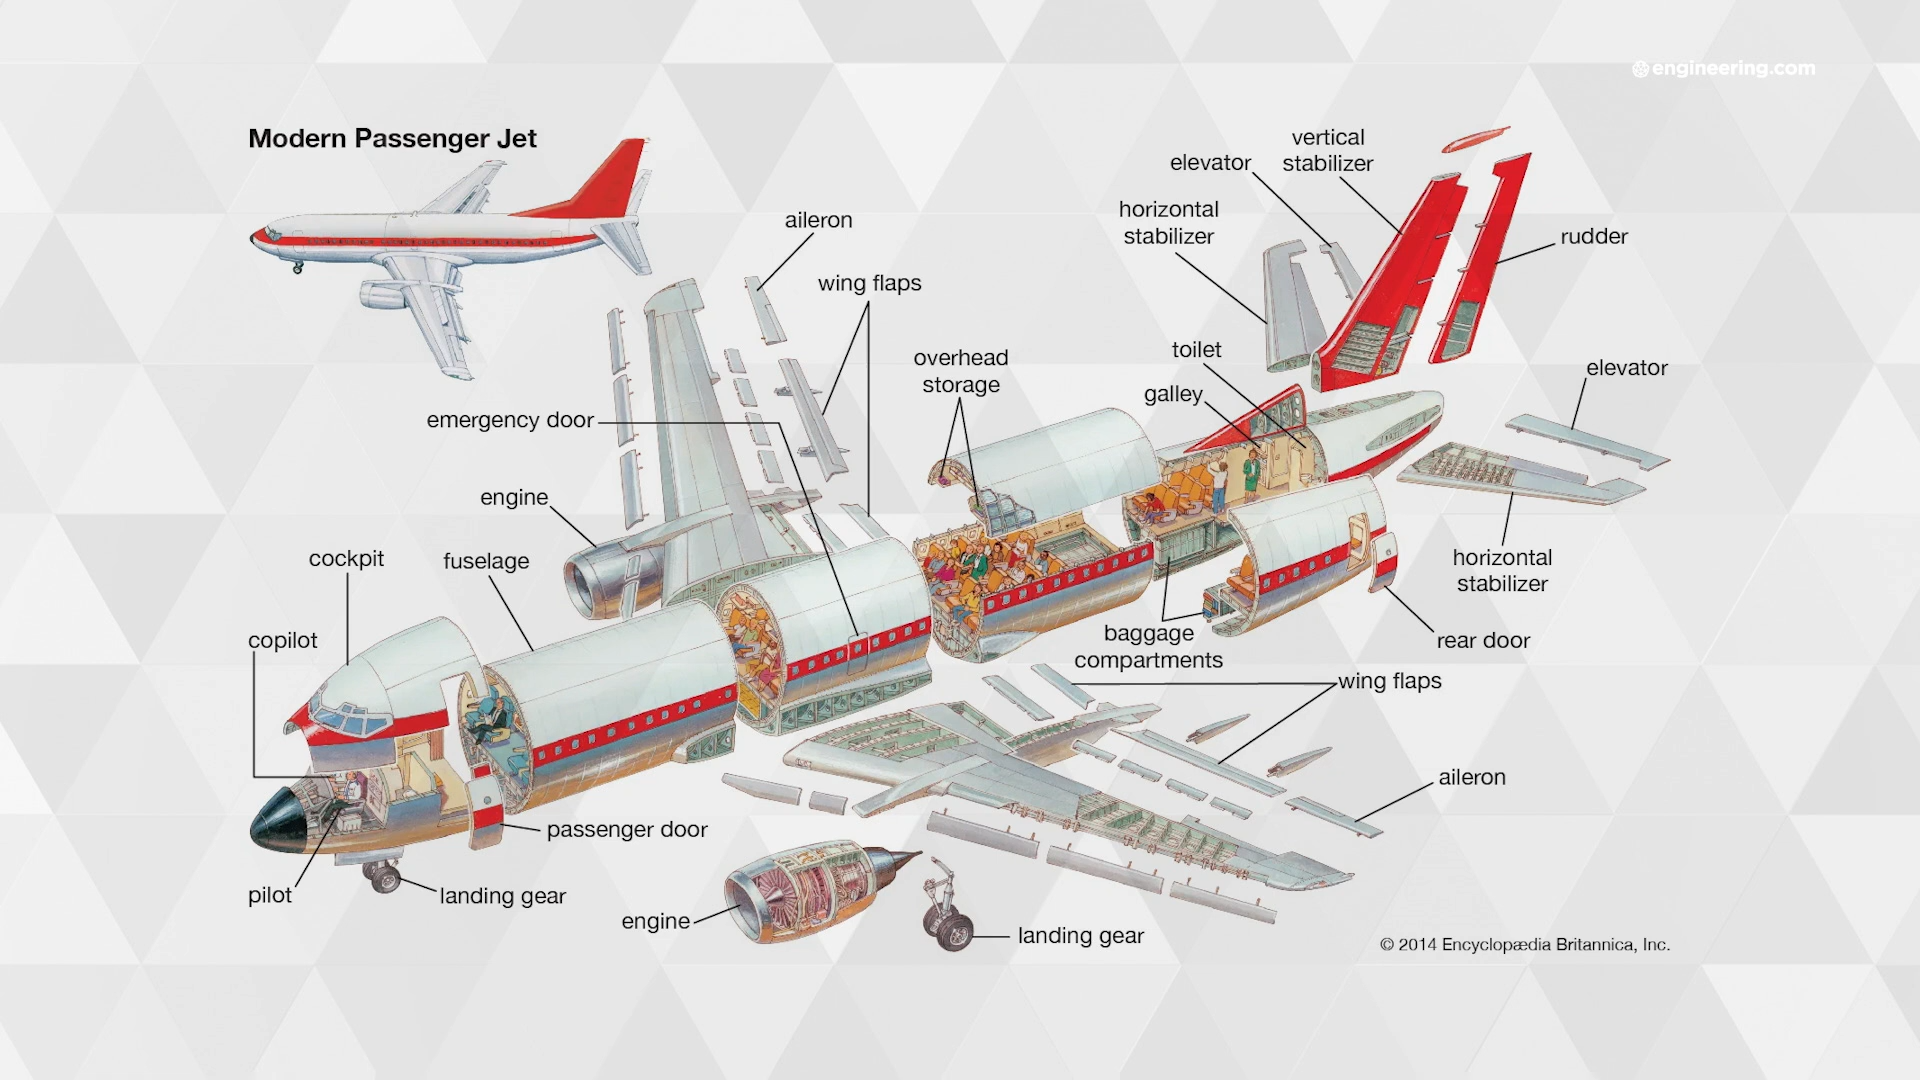 engineering.com
Modern Passenger Jet
vertical
stabilizer
elevator
horizontal
stabilizer
aileron
rudder
wing flaps
toilet
overhead
storage
elevator
galley
emergency door
engine
cockpit
fuselage
horizontal
stabilizer
copilot
baggage
compartments
rear door
wing flaps
aileron
passenger door
pilot
landing gear
engine
landing gear
© 2014 Encyclopædia Britannica, Inc.